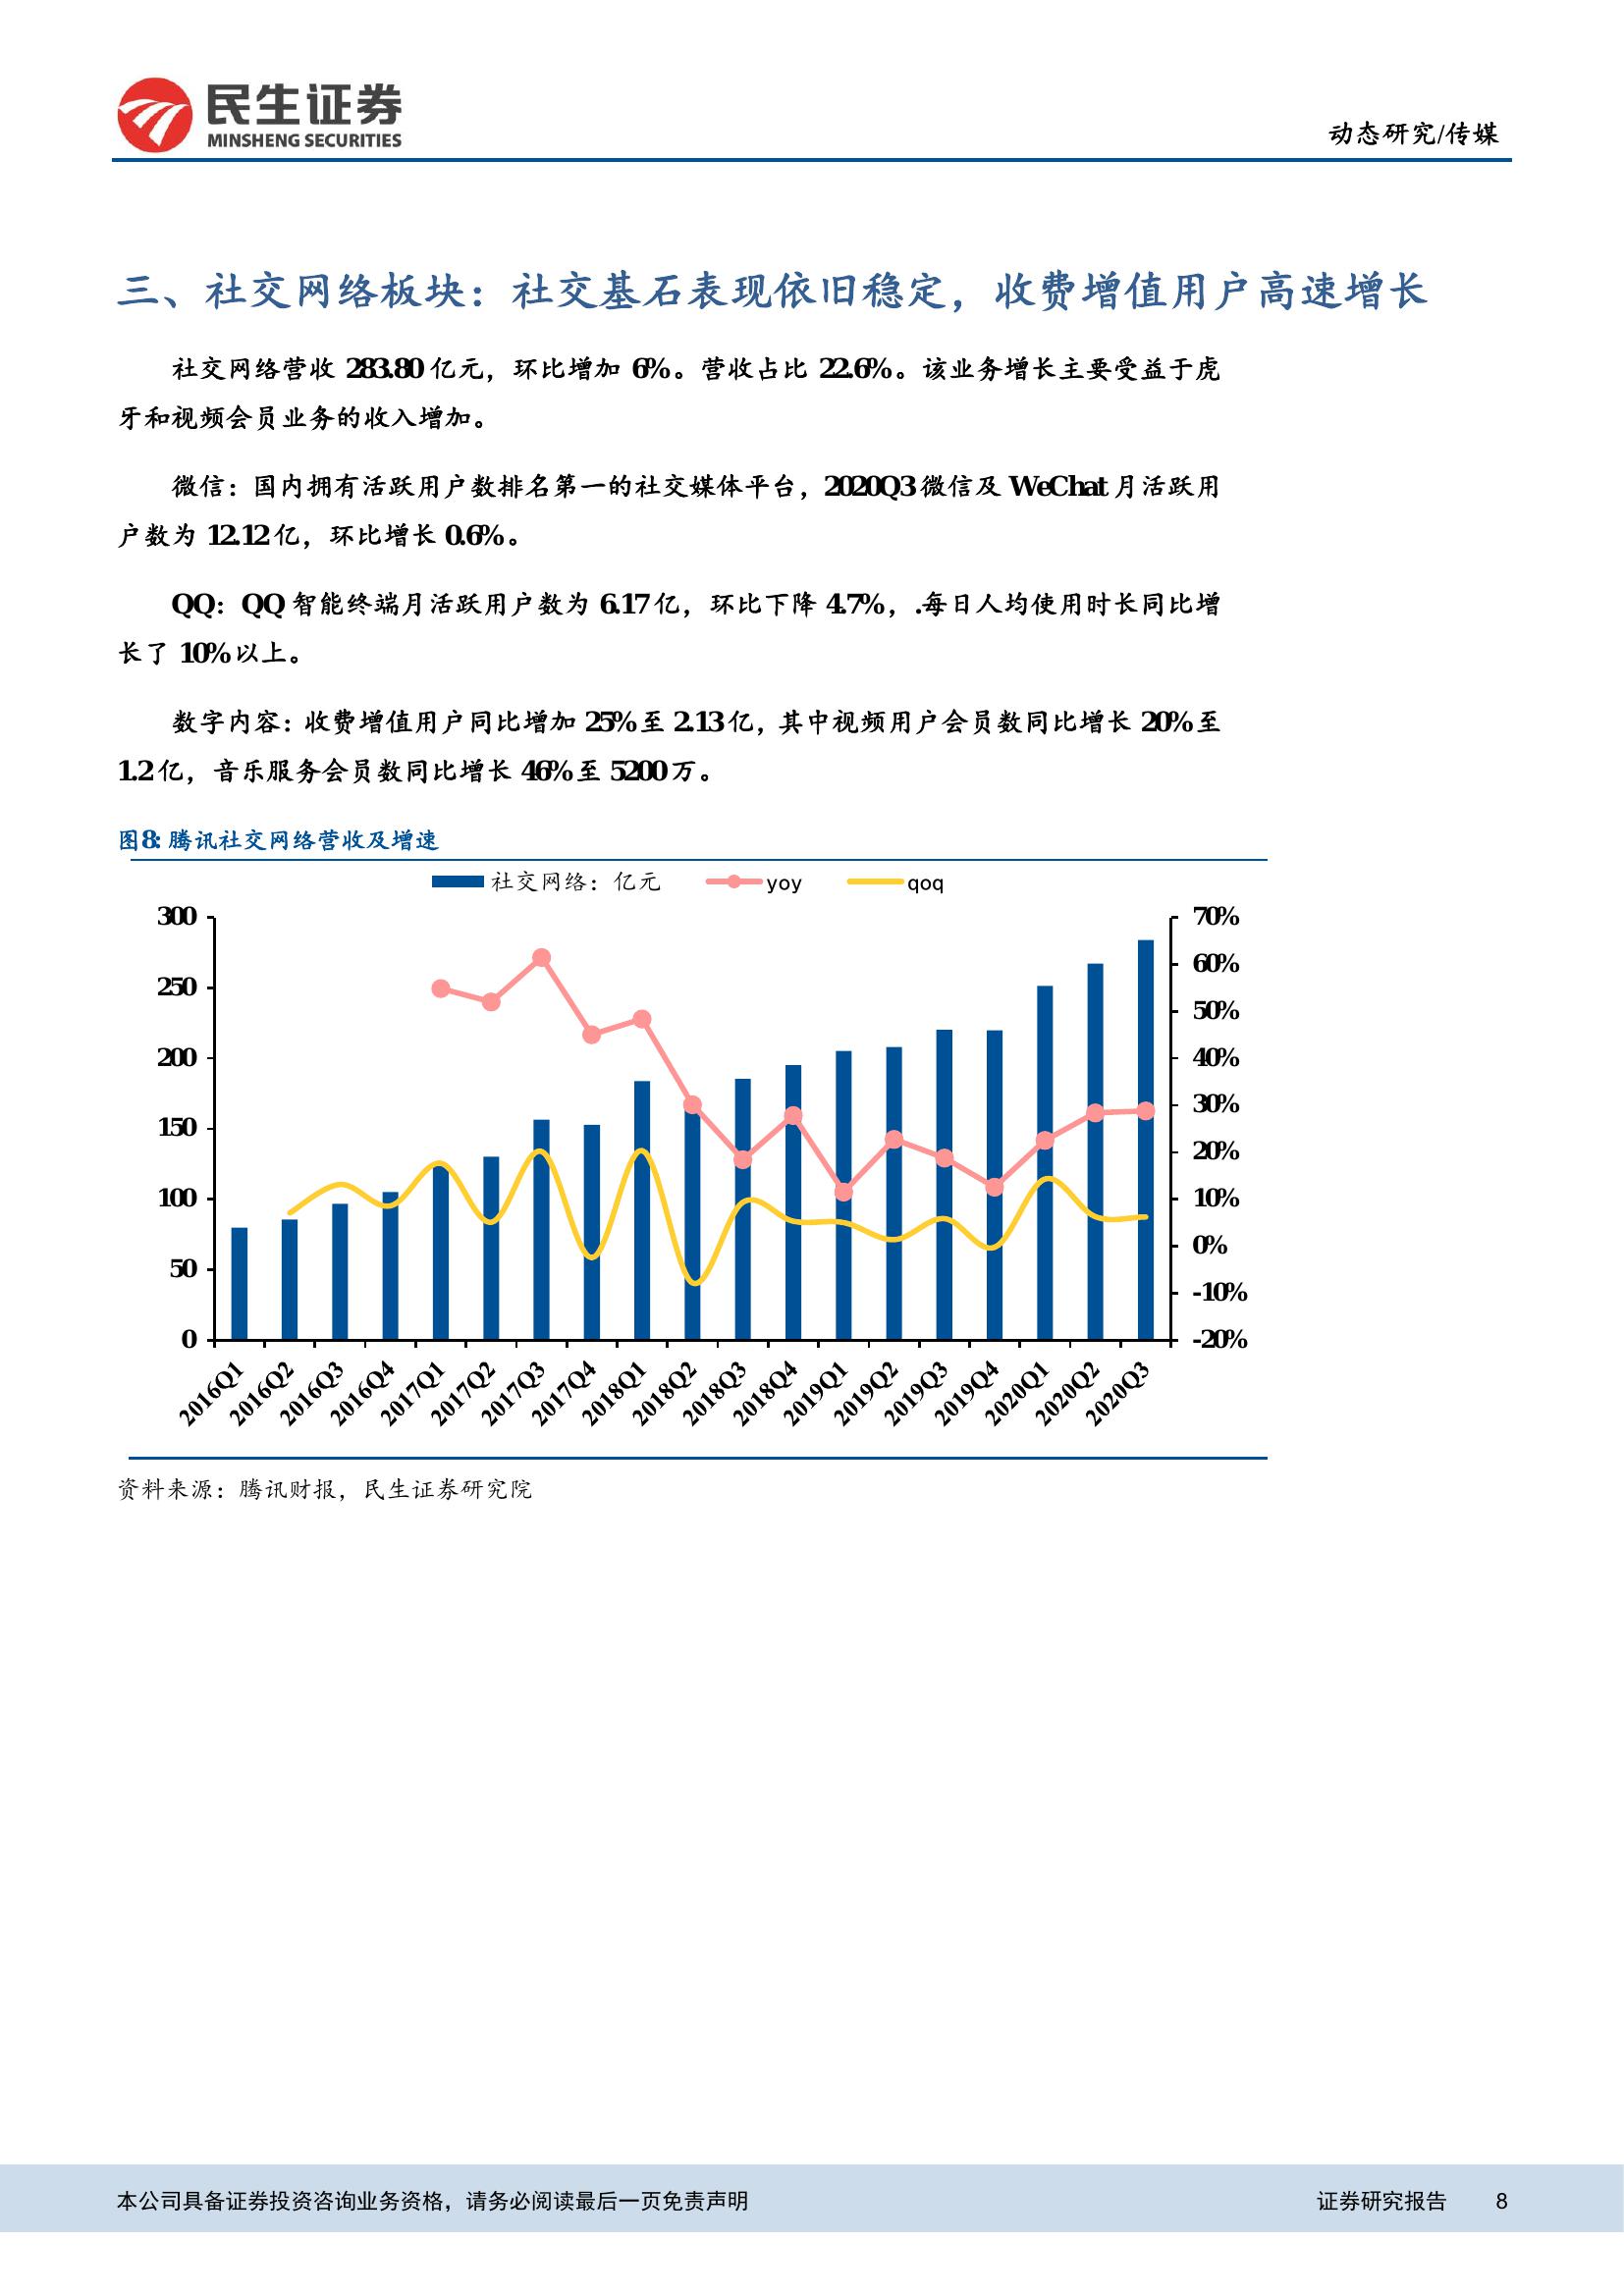 民生证券
MINSHENG SECURITIES
动态研究/传媒
三、社交网络板块：社交基石表现依旧稳定，收费增值用户高速增长
社交网络营收 283.80 亿元，环比增加 6%。营收占比 22.6%。该业务增长主要受益于虎
牙和视频会员业务的收入增加。
微信：国内拥有活跃用户数排名第一的社交媒体平台，2020Q3 微信及 WeChat 月活跃用
户数为 12.12 亿，环比增长 0.6%。
QQ：QQ 智能终端月活跃用户数为 6.17 亿，环比下降 4.7%，.每日人均使用时长同比增
长了 10%以上。
数字内容：收费增值用户同比增加 25%至 2.13 亿，其中视频用户会员数同比增长 20%至
1.2 亿，音乐服务会员数同比增长 46%至 5200 万。
图8: 腾讯社交网络营收及增速
社交网络：亿元 yoy qoq
300
250
200
150
100
50
0
70%
60%
50%
40%
30%
20%
10%
0%
-10%
-20%
2016Q1 2016Q2 2016Q3 2016Q4 2017Q1 2017Q2 2017Q3 2017Q4 2018Q1 2018Q2 2018Q3 2018Q4 2019Q1 2019Q2 2019Q3 2019Q4 2020Q1 2020Q2 2020Q3
资料来源：腾讯财报，民生证券研究院
本公司具备证券投资咨询业务资格，请务必阅读最后一页免责声明 证券研究报告 8